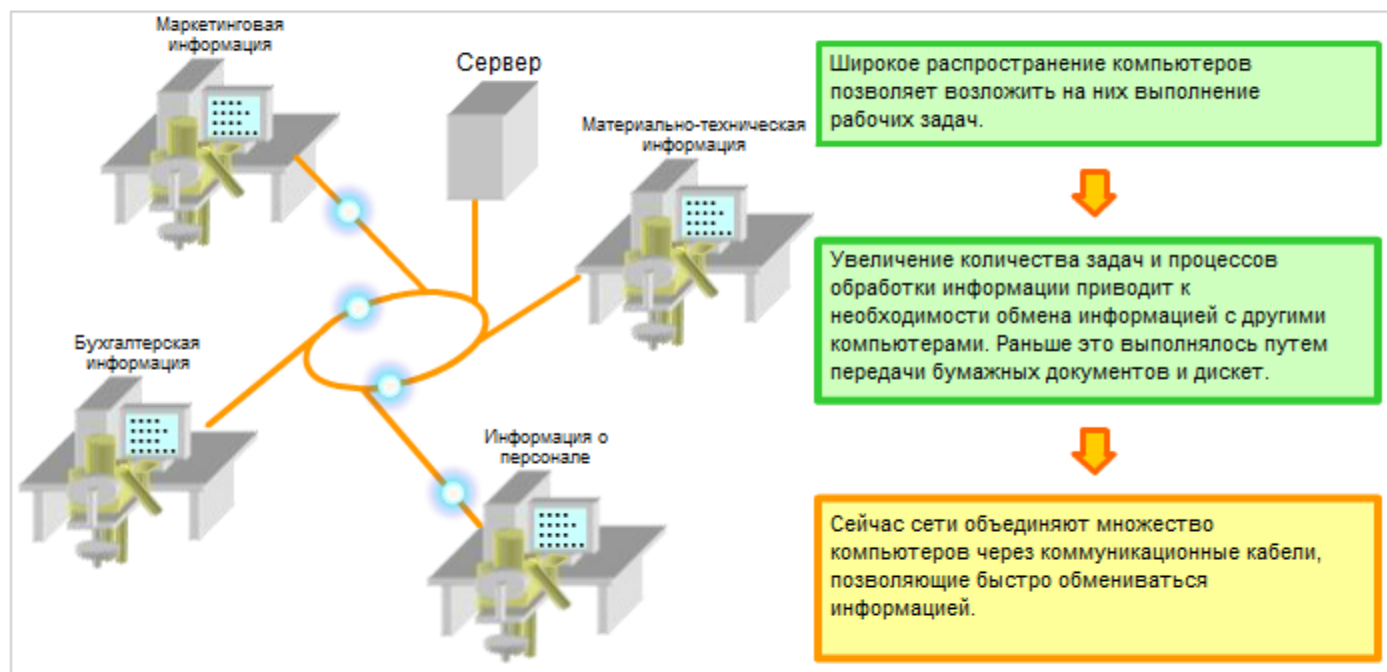 Маркетинговая
информация
Сервер
Материально-техническая
информация
Бухгалтерская
информация
Информация о
персонале
Широкое распространение компьютеров
позволяет возложить на них выполнение
рабочих задач.
Увеличение количества задач и процессов
обработки информации приводит к
необходимости обмена информацией с другими
компьютерами. Раньше это выполнялось путем
передачи бумажных документов и дискет.
Сейчас сети объединяют множество
компьютеров через коммуникационные кабели,
позволяющие быстро обмениваться
информацией.